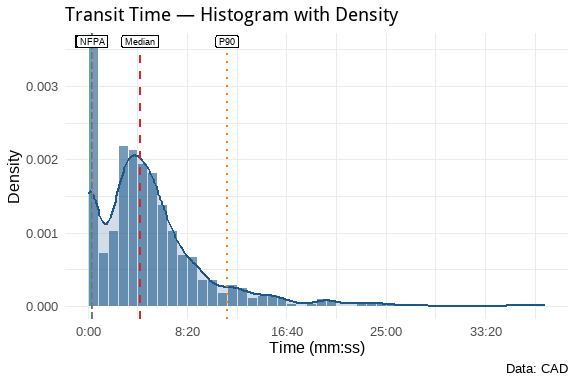 Transit Time — Histogram with Density
NFPA
Median
P90
Density
0.003
0.002
0.001
0.000
0:00
8:20
16:40
25:00
33:20
Time (mm:ss)
Data: CAD